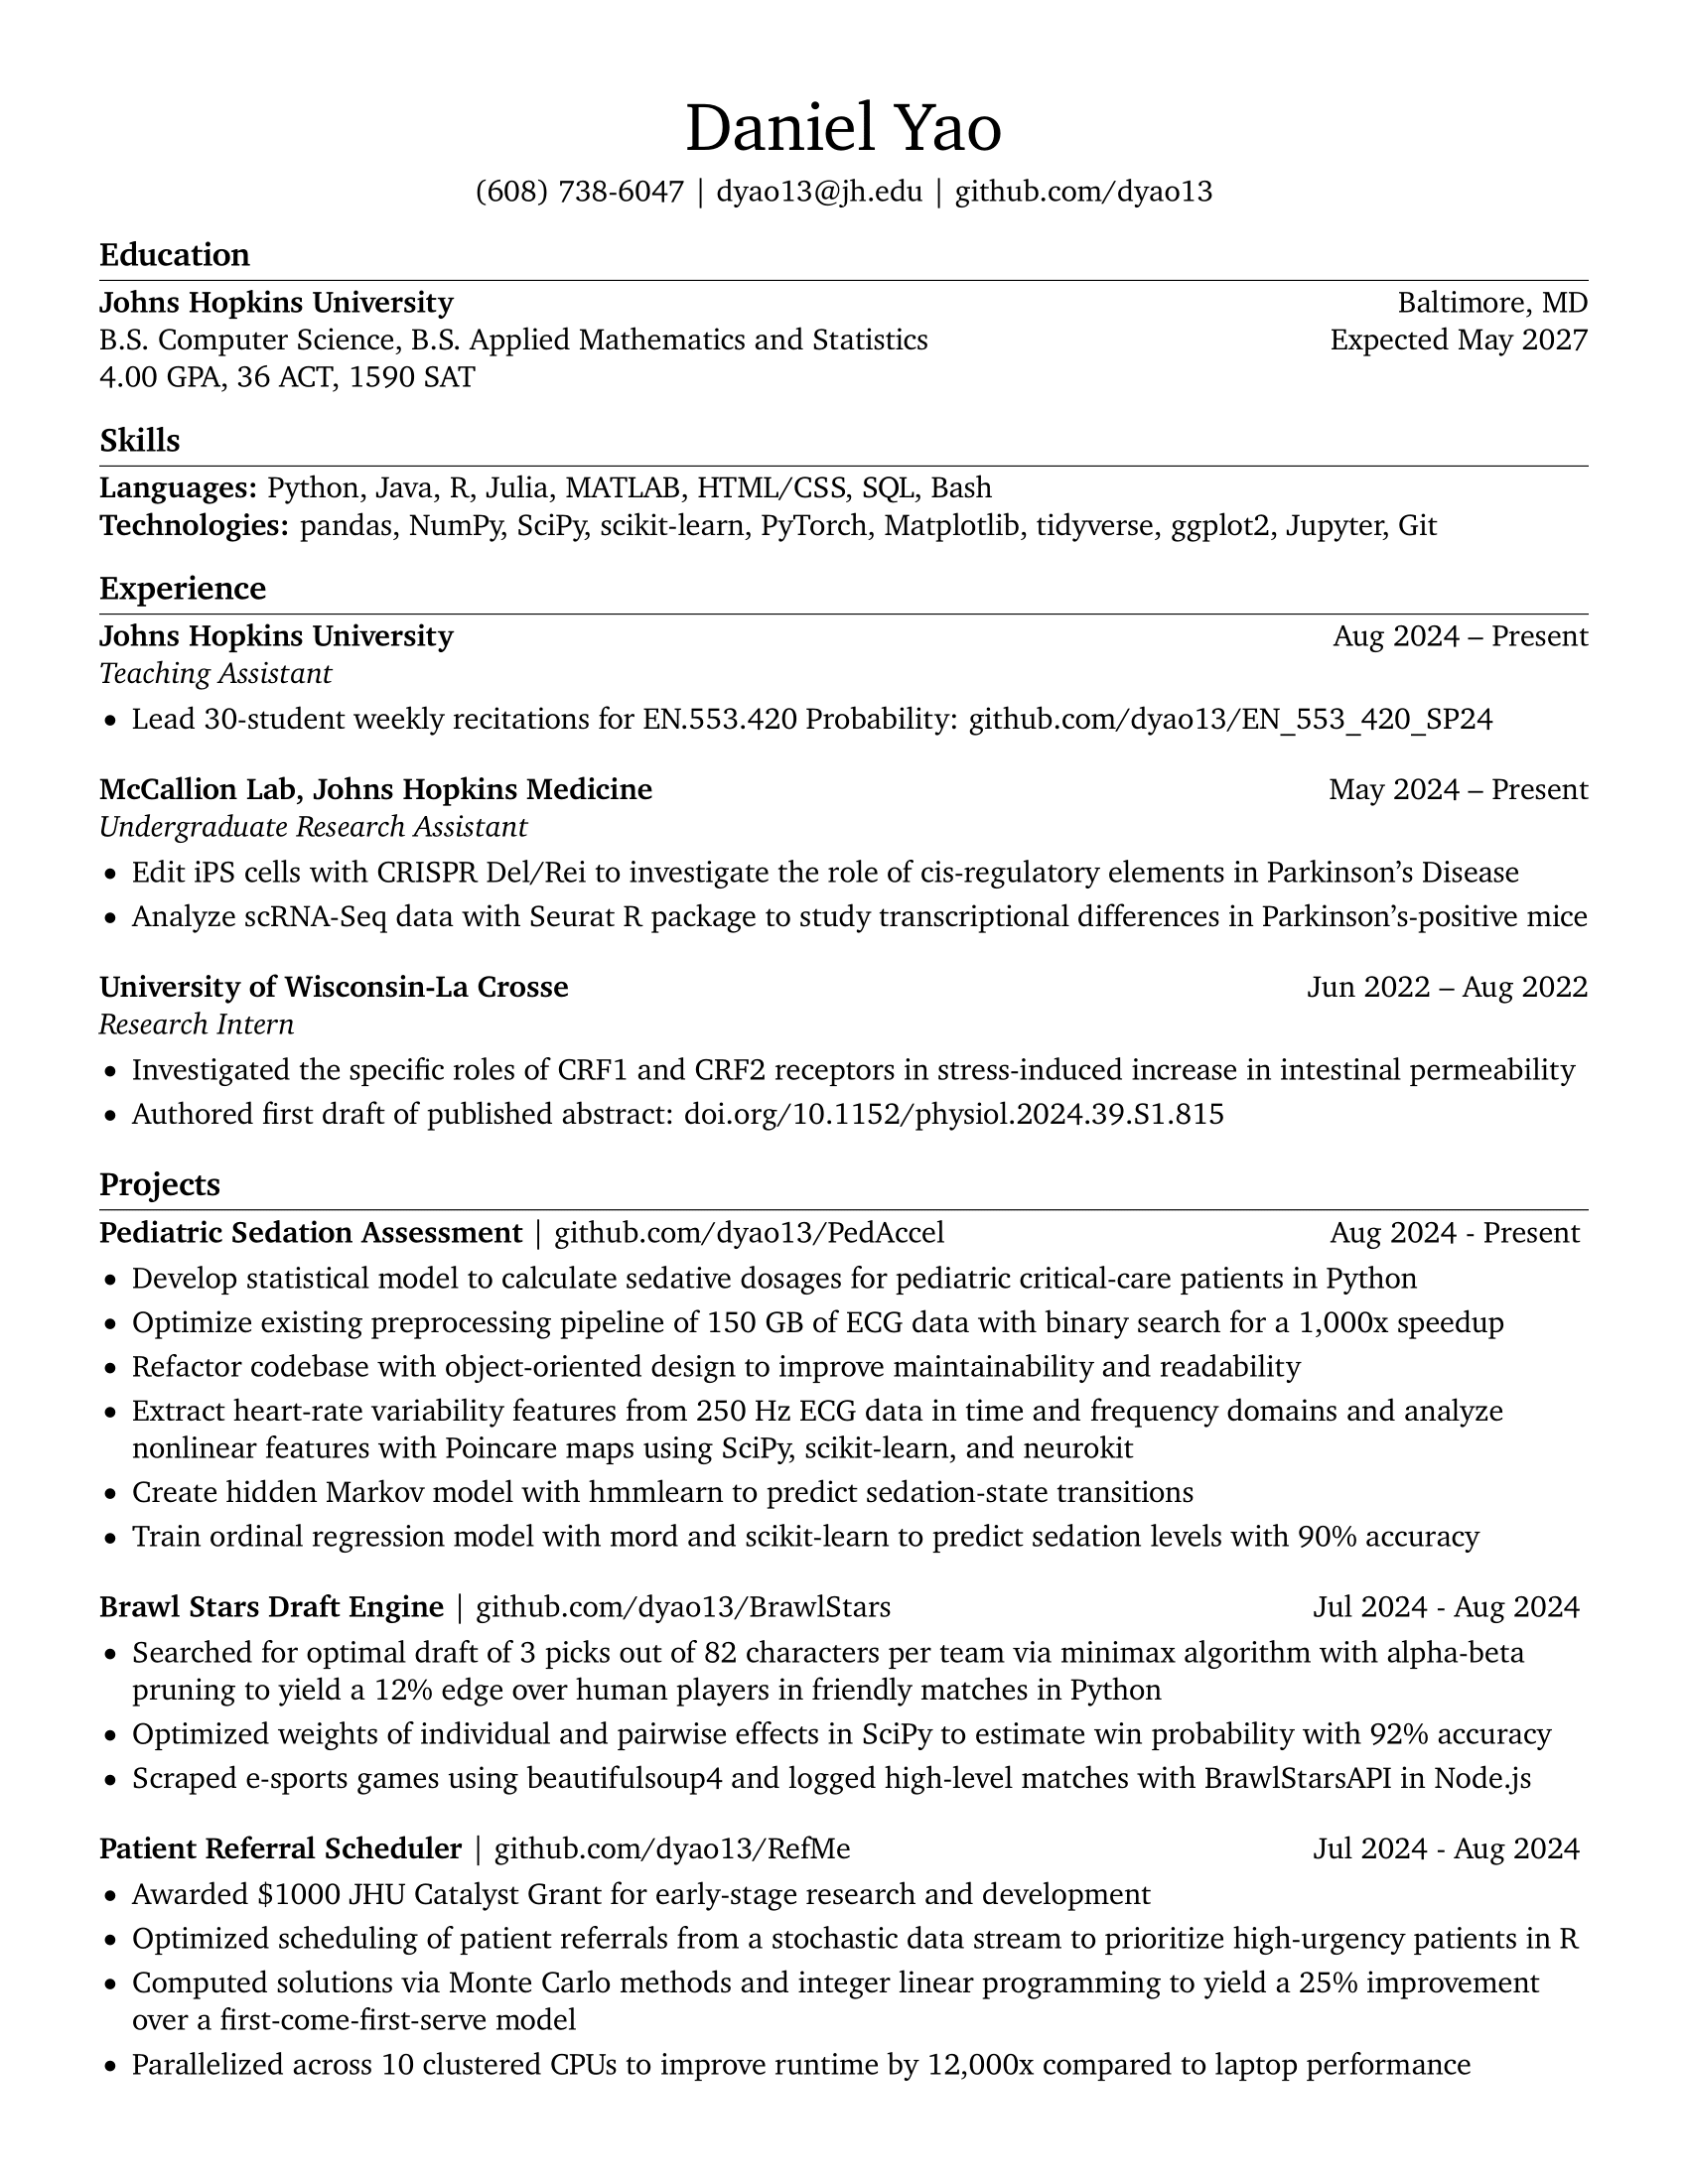 Daniel Yao
(608) 738-6047 | dyao13@jh.edu | github.com/dyao13
Education
Johns Hopkins University Baltimore, MD
B.S. Computer Science, B.S. Applied Mathematics and Statistics Expected May 2027
4.00 GPA, 36 ACT, 1590 SAT
Skills
Languages: Python, Java, R, Julia, MATLAB, HTML/CSS, SQL, Bash
Technologies: pandas, NumPy, SciPy, scikit-learn, PyTorch, Matplotlib, tidyverse, ggplot2, Jupyter, Git
Experience
Johns Hopkins University Aug 2024 – Present
Teaching Assistant
• Lead 30-student weekly recitations for EN.553.420 Probability: github.com/dyao13/EN_553_420_SP24
McCallion Lab, Johns Hopkins Medicine May 2024 – Present
Undergraduate Research Assistant
• Edit iPS cells with CRISPR Del/Rei to investigate the role of cis-regulatory elements in Parkinson’s Disease
• Analyze scRNA-Seq data with Seurat R package to study transcriptional differences in Parkinson’s-positive mice
University of Wisconsin-La Crosse Jun 2022 – Aug 2022
Research Intern
• Investigated the specific roles of CRF1 and CRF2 receptors in stress-induced increase in intestinal permeability
• Authored first draft of published abstract: doi.org/10.1152/physiol.2024.39.S1.815
Projects
Pediatric Sedation Assessment | github.com/dyao13/PedAccel Aug 2024 - Present
• Develop statistical model to calculate sedative dosages for pediatric critical-care patients in Python
• Optimize existing preprocessing pipeline of 150 GB of ECG data with binary search for a 1,000x speedup
• Refactor codebase with object-oriented design to improve maintainability and readability
• Extract heart-rate variability features from 250 Hz ECG data in time and frequency domains and analyze
nonlinear features with Poincare maps using SciPy, scikit-learn, and neurokit
• Create hidden Markov model with hmmlearn to predict sedation-state transitions
• Train ordinal regression model with mord and scikit-learn to predict sedation levels with 90% accuracy
Brawl Stars Draft Engine | github.com/dyao13/BrawlStars Jul 2024 - Aug 2024
• Searched for optimal draft of 3 picks out of 82 characters per team via minimax algorithm with alpha-beta
pruning to yield a 12% edge over human players in friendly matches in Python
• Optimized weights of individual and pairwise effects in SciPy to estimate win probability with 92% accuracy
• Scraped e-sports games using beautifulsoup4 and logged high-level matches with BrawlStarsAPI in Node.js
Patient Referral Scheduler | github.com/dyao13/RefMe Jul 2024 - Aug 2024
• Awarded $1000 JHU Catalyst Grant for early-stage research and development
• Optimized scheduling of patient referrals from a stochastic data stream to prioritize high-urgency patients in R
• Computed solutions via Monte Carlo methods and integer linear programming to yield a 25% improvement
over a first-come-first-serve model
• Parallelized across 10 clustered CPUs to improve runtime by 12,000x compared to laptop performance